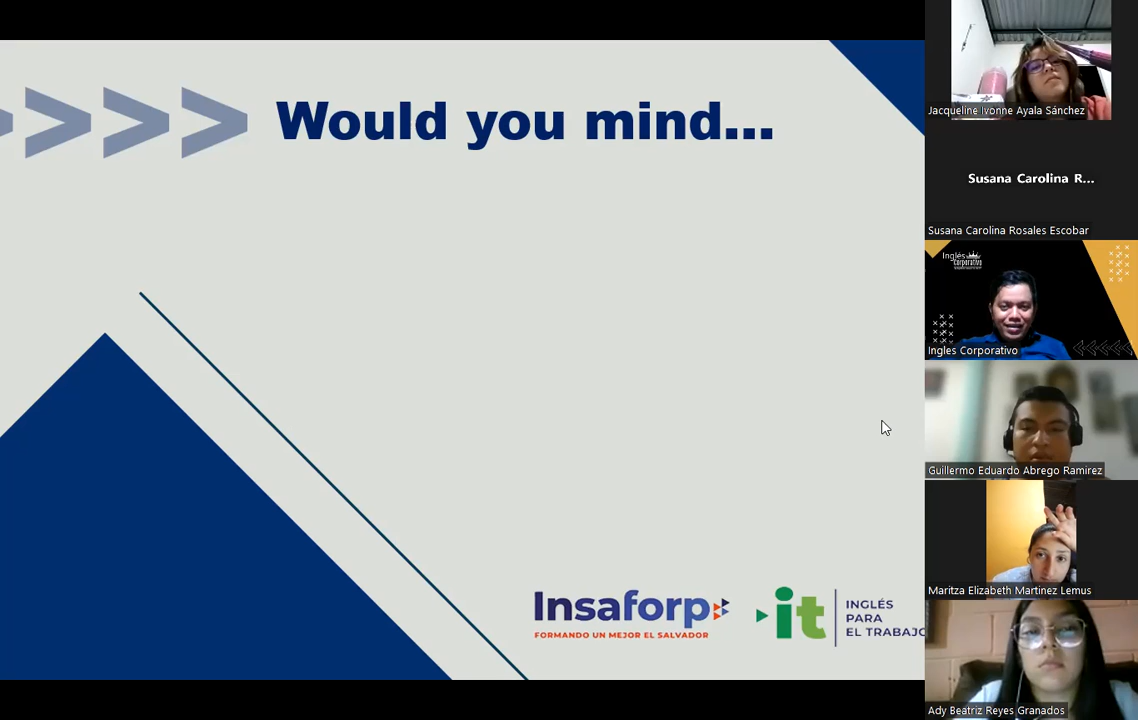 Would you mind...
Insaforp
FORMANDO UN MEJOR EL SALVADOR
it
INGLÉS
PARA
EL TRABAJO
Jacqueline Ivonne Ayala Sánchez
Susana Carolina R...
Susana Carolina Rosales Escobar
Inglés
Corporativo
Ingles Corporativo
Guillermo Eduardo Abrego Ramirez
Maritza Elizabeth Martinez Lemus
Ady Beatriz Reyes Granados